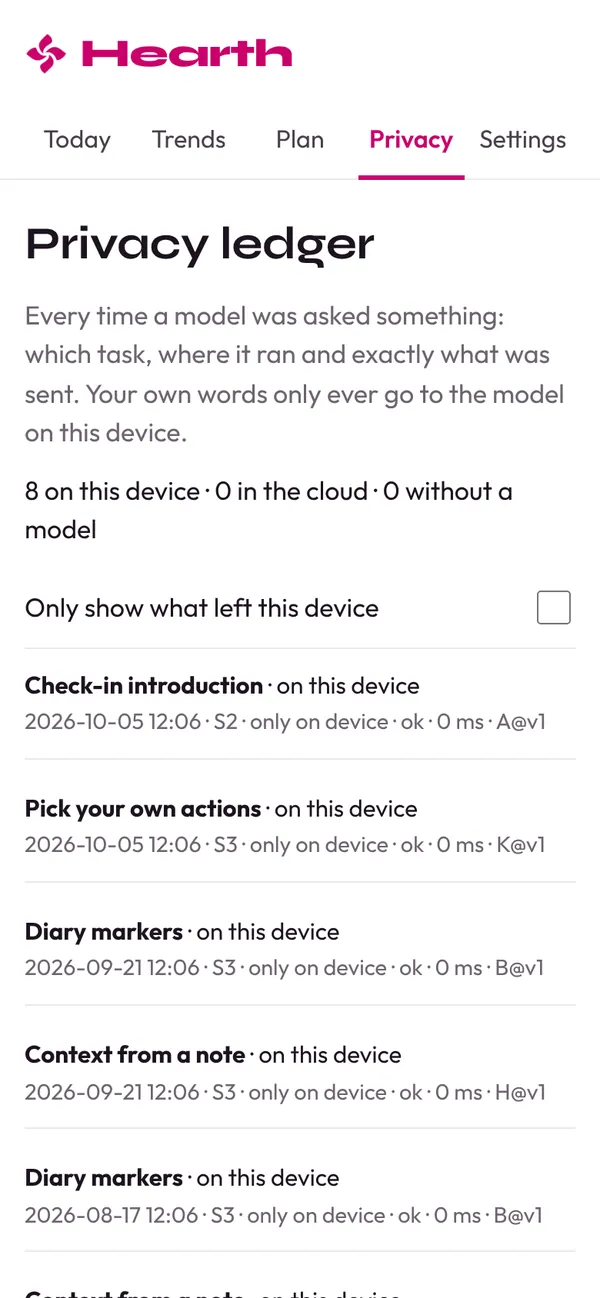 Hearth
Today Trends Plan Privacy Settings
Privacy ledger
Every time a model was asked something:
which task, where it ran and exactly what was
sent. Your own words only ever go to the model
on this device.
8 on this device · 0 in the cloud · 0 without a
model
Only show what left this device
Check-in introduction · on this device
2026-10-05 12:06 · S2 · only on device · ok · 0 ms · A@v1
Pick your own actions · on this device
2026-10-05 12:06 · S3 · only on device · ok · 0 ms · K@v1
Diary markers · on this device
2026-09-21 12:06 · S3 · only on device · ok · 0 ms · B@v1
Context from a note · on this device
2026-09-21 12:06 · S3 · only on device · ok · 0 ms · H@v1
Diary markers · on this device
2026-08-17 12:06 · S3 · only on device · ok · 0 ms · B@v1
Context from a note · on this device